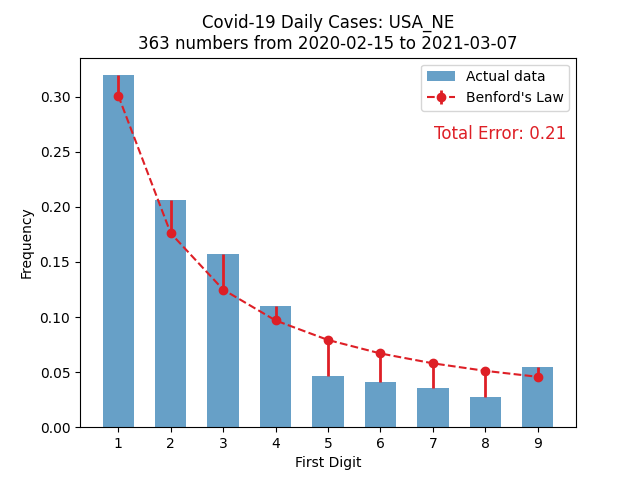 Covid-19 Daily Cases: USA_NE
363 numbers from 2020-02-15 to 2021-03-07
Actual data
Benford's Law
Total Error: 0.21
Frequency
0.30
0.25
0.20
0.15
0.10
0.05
0.00
1 2 3 4 5 6 7 8 9
First Digit